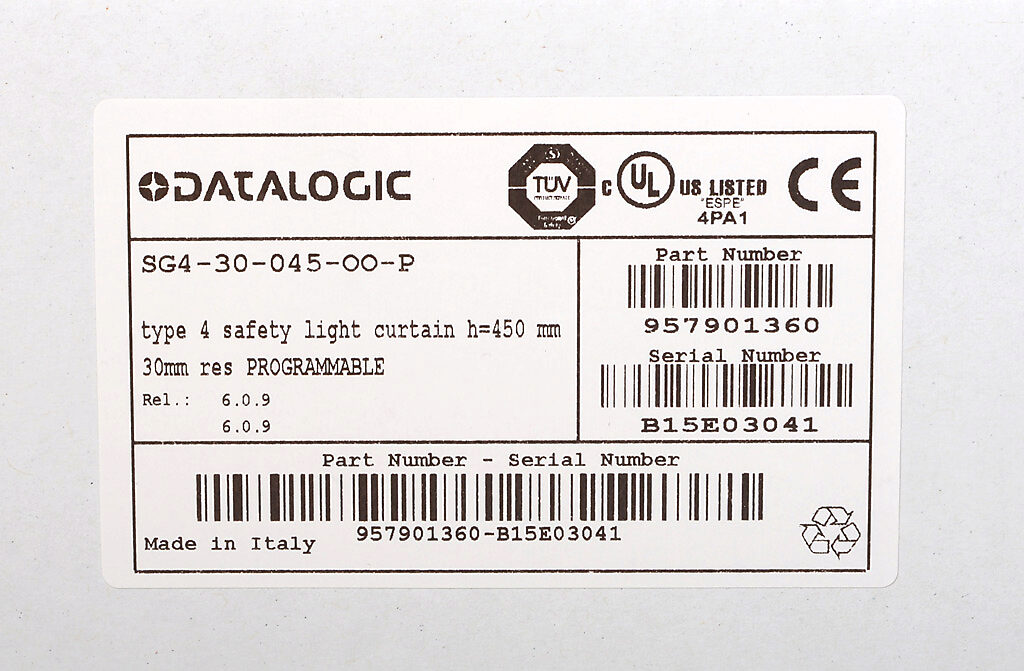 DATALOGIC
TÜV
C UL US LISTED
"ESPE"
4PA1
CE
SG4-30-045-OO-P
type 4 safety light curtain h=450 mm
30mm res PROGRAMMABLE
Rel.: 6.0.9
6.0.9
Part Number
957901360
Serial Number
B15E03041
Part Number - Serial Number
957901360-B15E03041
Made in Italy